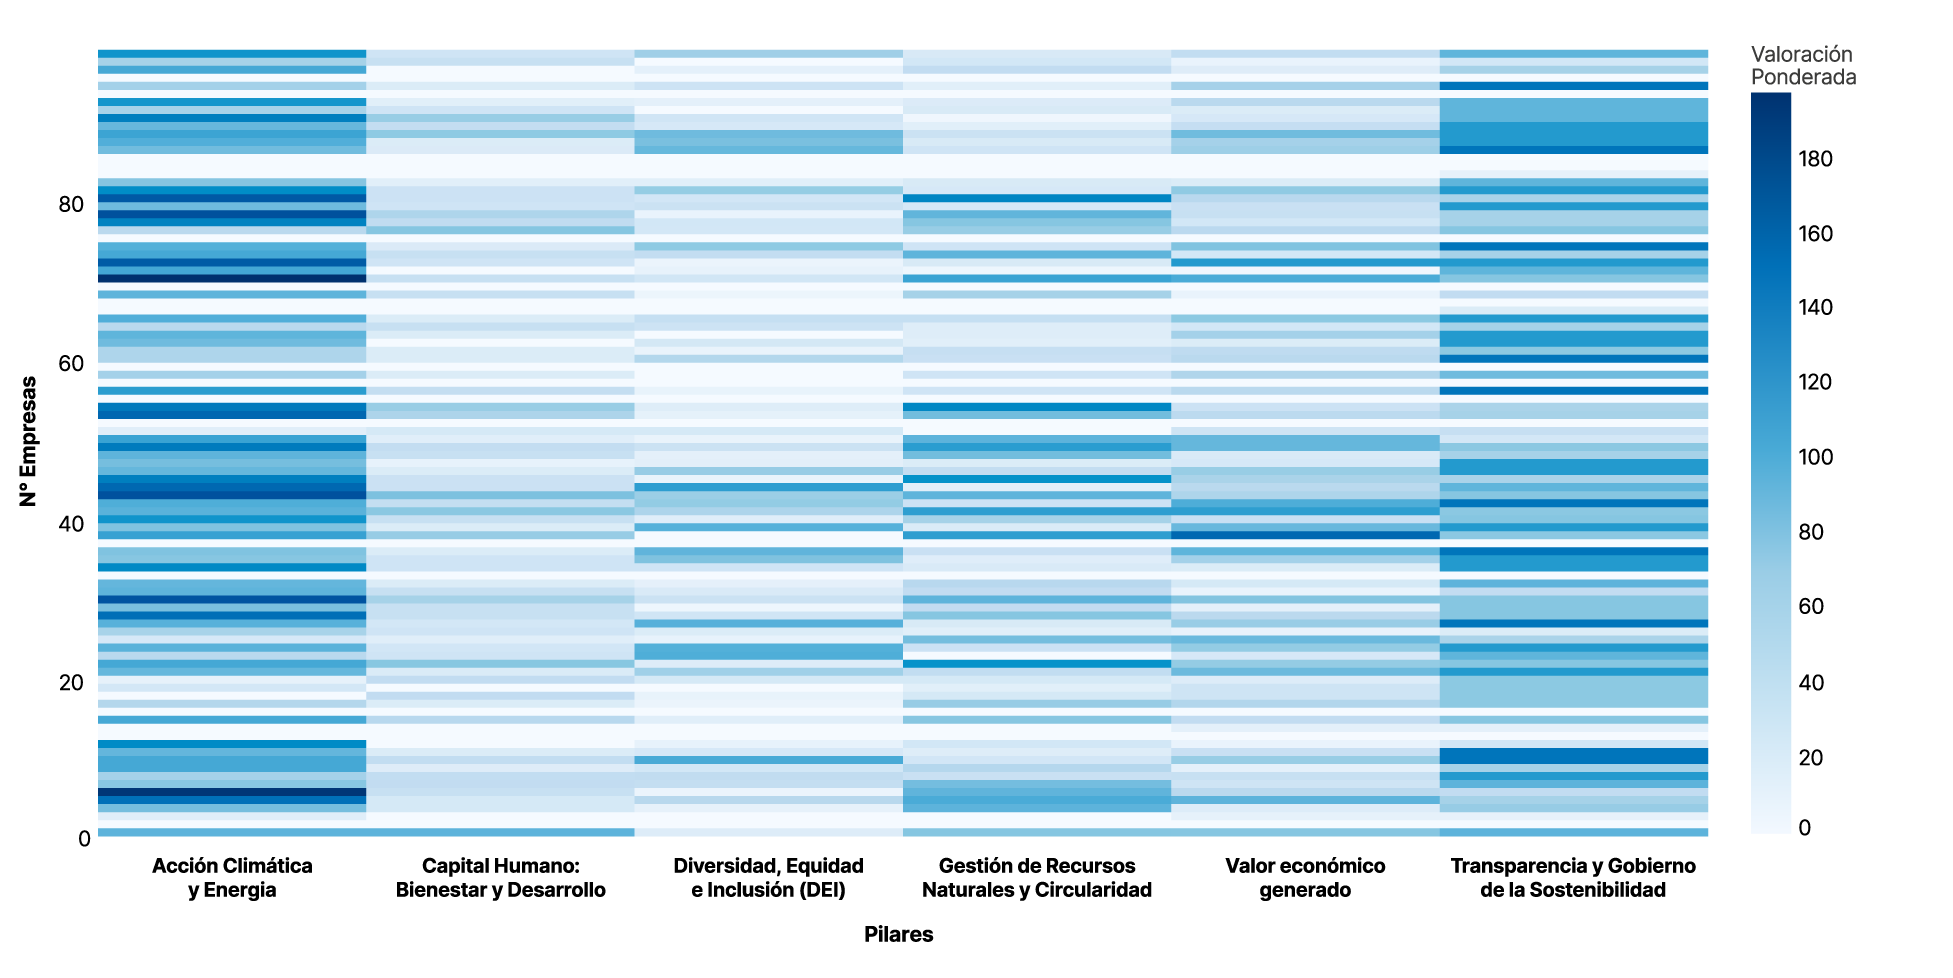 Valoración
Ponderada
180
160
140
120
100
80
60
40
20
0
N° Empresas
80
60
40
20
0
Acción Climática
y Energia
Capital Humano:
Bienestar y Desarrollo
Diversidad, Equidad
e Inclusión (DEI)
Gestión de Recursos
Naturales y Circularidad
Valor económico
generado
Transparencia y Gobierno
de la Sostenibilidad
Pilares